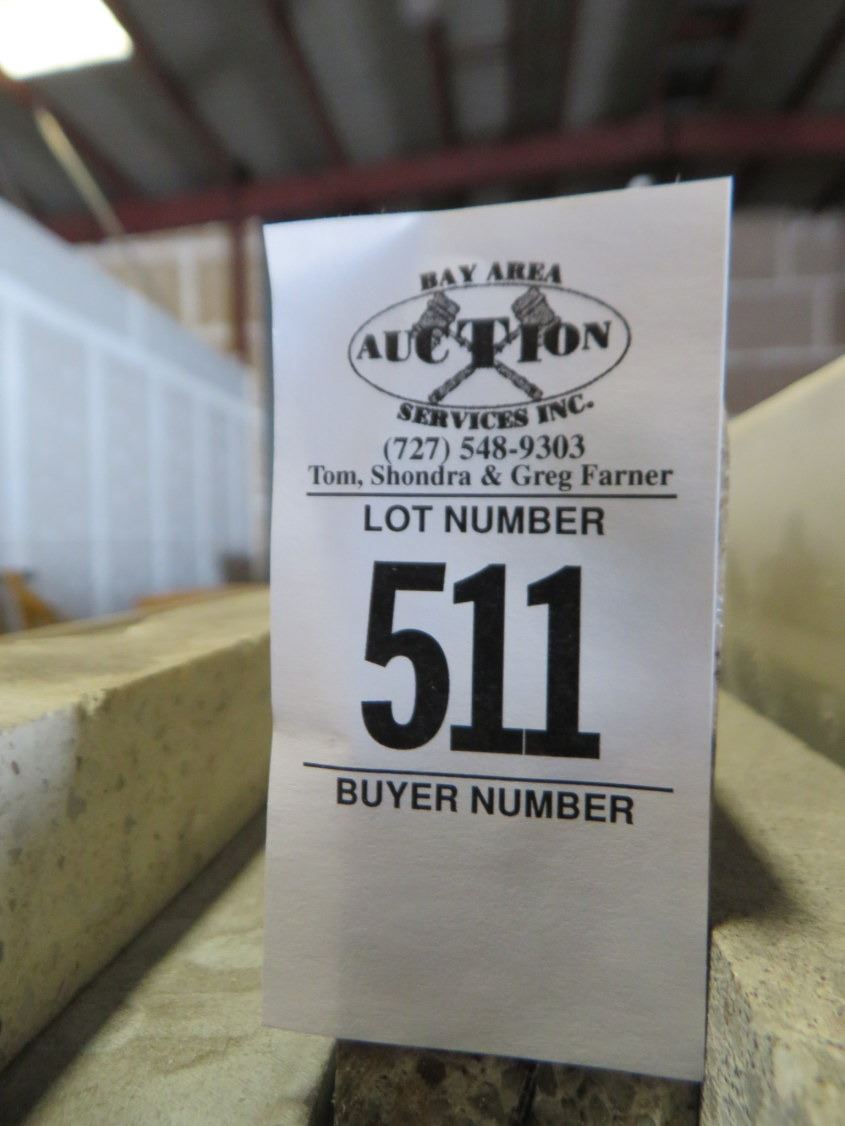 BAY AREA
AUCTION
SERVICES INC.
(727) 548-9303
Tom, Shondra & Greg Farner
LOT NUMBER
511
BUYER NUMBER